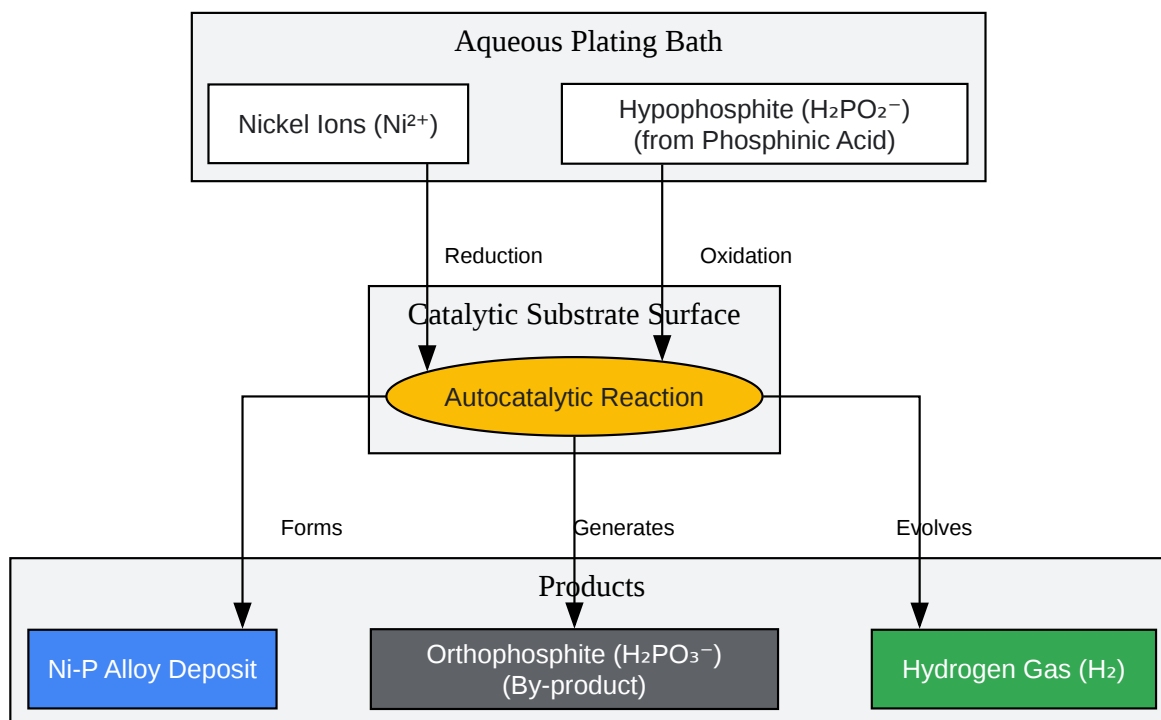 Aqueous Plating Bath
Nickel Ions (Ni²⁺)
Hypophosphite (H₂PO₂⁻)
(from Phosphinic Acid)
Reduction
Oxidation
Catalytic Substrate Surface
Autocatalytic Reaction
Forms
Generates
Evolves
Products
Ni-P Alloy Deposit
Orthophosphite (H₂PO₃⁻)
(By-product)
Hydrogen Gas (H₂)